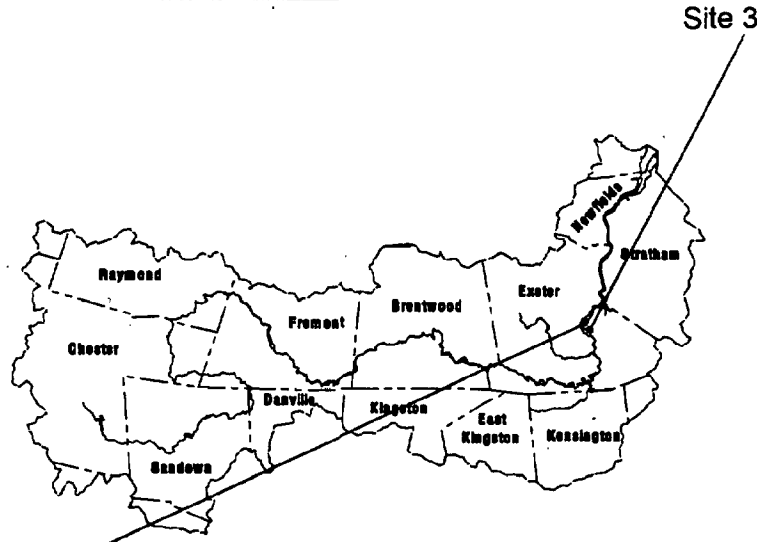 Site 3
Newfields
Stratham
Raymond
Exeter
Brentwood
Fremont
Chester
Danville
Kingston
East
Kingston
Kensington
Sandown